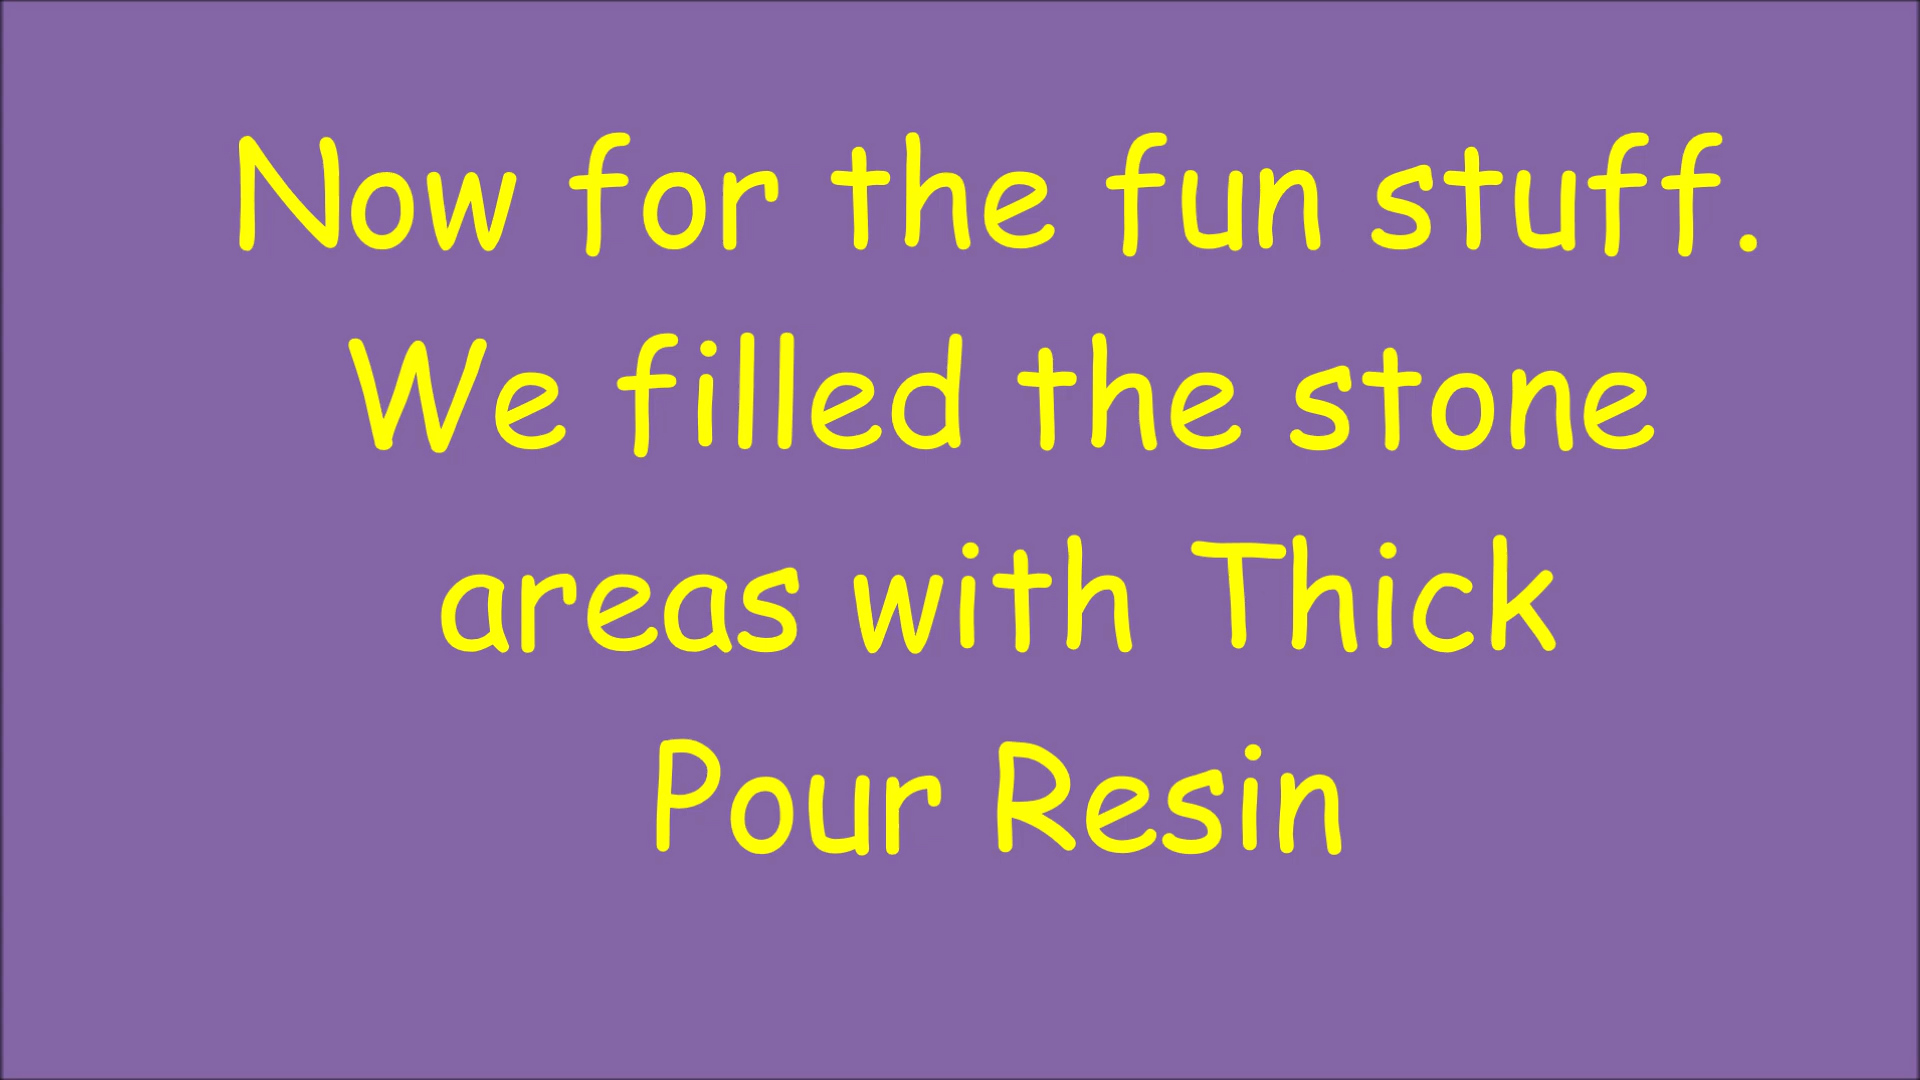 Now for the fun stuff.
We filled the stone
areas with Thick
Pour Resin